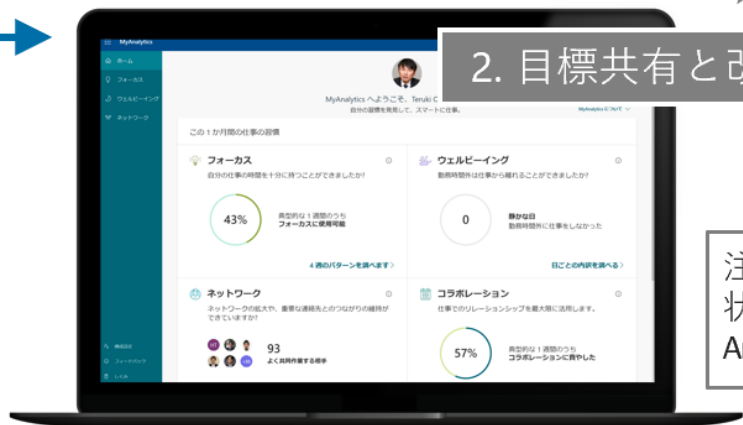 MyAnalytics
ホーム
フォーカス
ウェルビーイング
ネットワーク
2. 目標共有と改
MyAnalytics へようこそ、Teruki
自分の習慣を発見して、スマートに仕事。
MyAnalytics について
この 1 か月間の仕事の習慣
フォーカス
自分の仕事の時間を十分に持つことができましたか?
43%
典型的な 1 週間のうち
フォーカスに使用可能
4 週のパターンを調べます
ウェルビーイング
勤務時間外は仕事から離れることができましたか?
0
静かな日
勤務時間外に仕事をしなかった
日ごとの内訳を調べる
ネットワーク
ネットワークの拡大や、重要な連絡先とのつながりの維持が
できていますか?
93
よく共同作業する相手
コラボレーション
仕事でのリレーションシップを最大限に活用します。
57%
典型的な 1 週間のうち
コラボレーションに費やした
フィードバック
しくみ
注
状